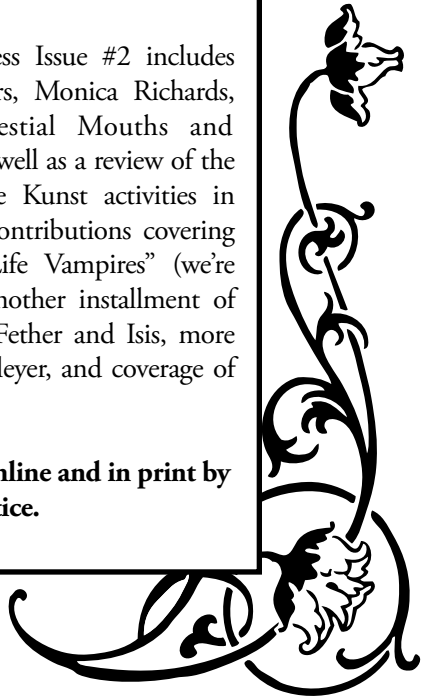 ess Issue #2 includes
rs, Monica Richards,
estial Mouths and
well as a review of the
e Kunst activities in
ontributions covering
ife Vampires” (we’re
nother installment of
Fether and Isis, more
leyer, and coverage of
nline and in print by
tice.